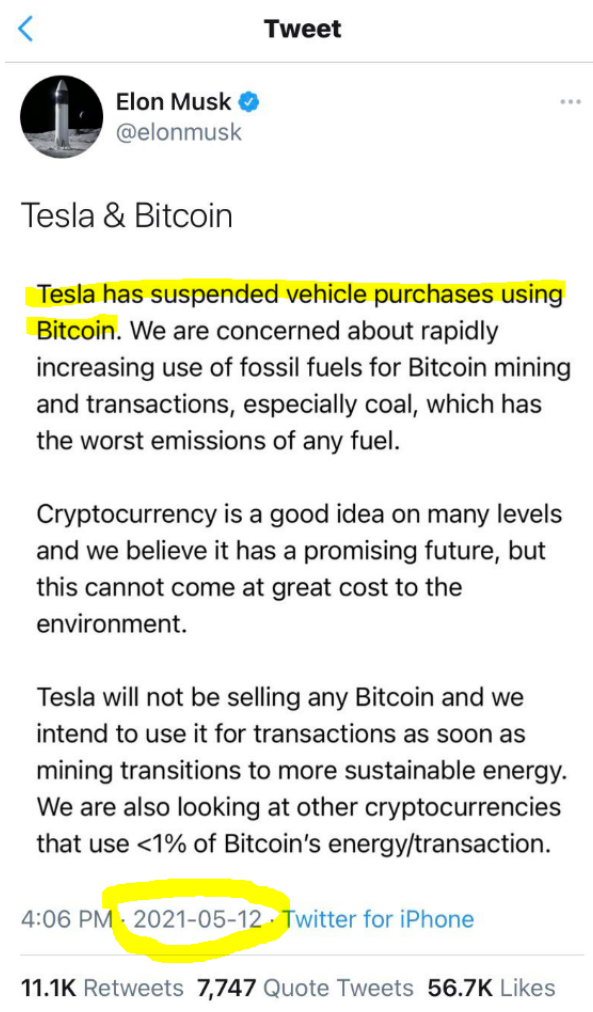 Tweet
Elon Musk
@elonmusk
Tesla & Bitcoin
Tesla has suspended vehicle purchases using
Bitcoin. We are concerned about rapidly
increasing use of fossil fuels for Bitcoin mining
and transactions, especially coal, which has
the worst emissions of any fuel.
Cryptocurrency is a good idea on many levels
and we believe it has a promising future, but
this cannot come at great cost to the
environment.
Tesla will not be selling any Bitcoin and we
intend to use it for transactions as soon as
mining transitions to more sustainable energy.
We are also looking at other cryptocurrencies
that use <1% of Bitcoin's energy/transaction.
4:06 PM · 2021-05-12 · Twitter for iPhone
11.1K Retweets 7,747 Quote Tweets 56.7K Likes